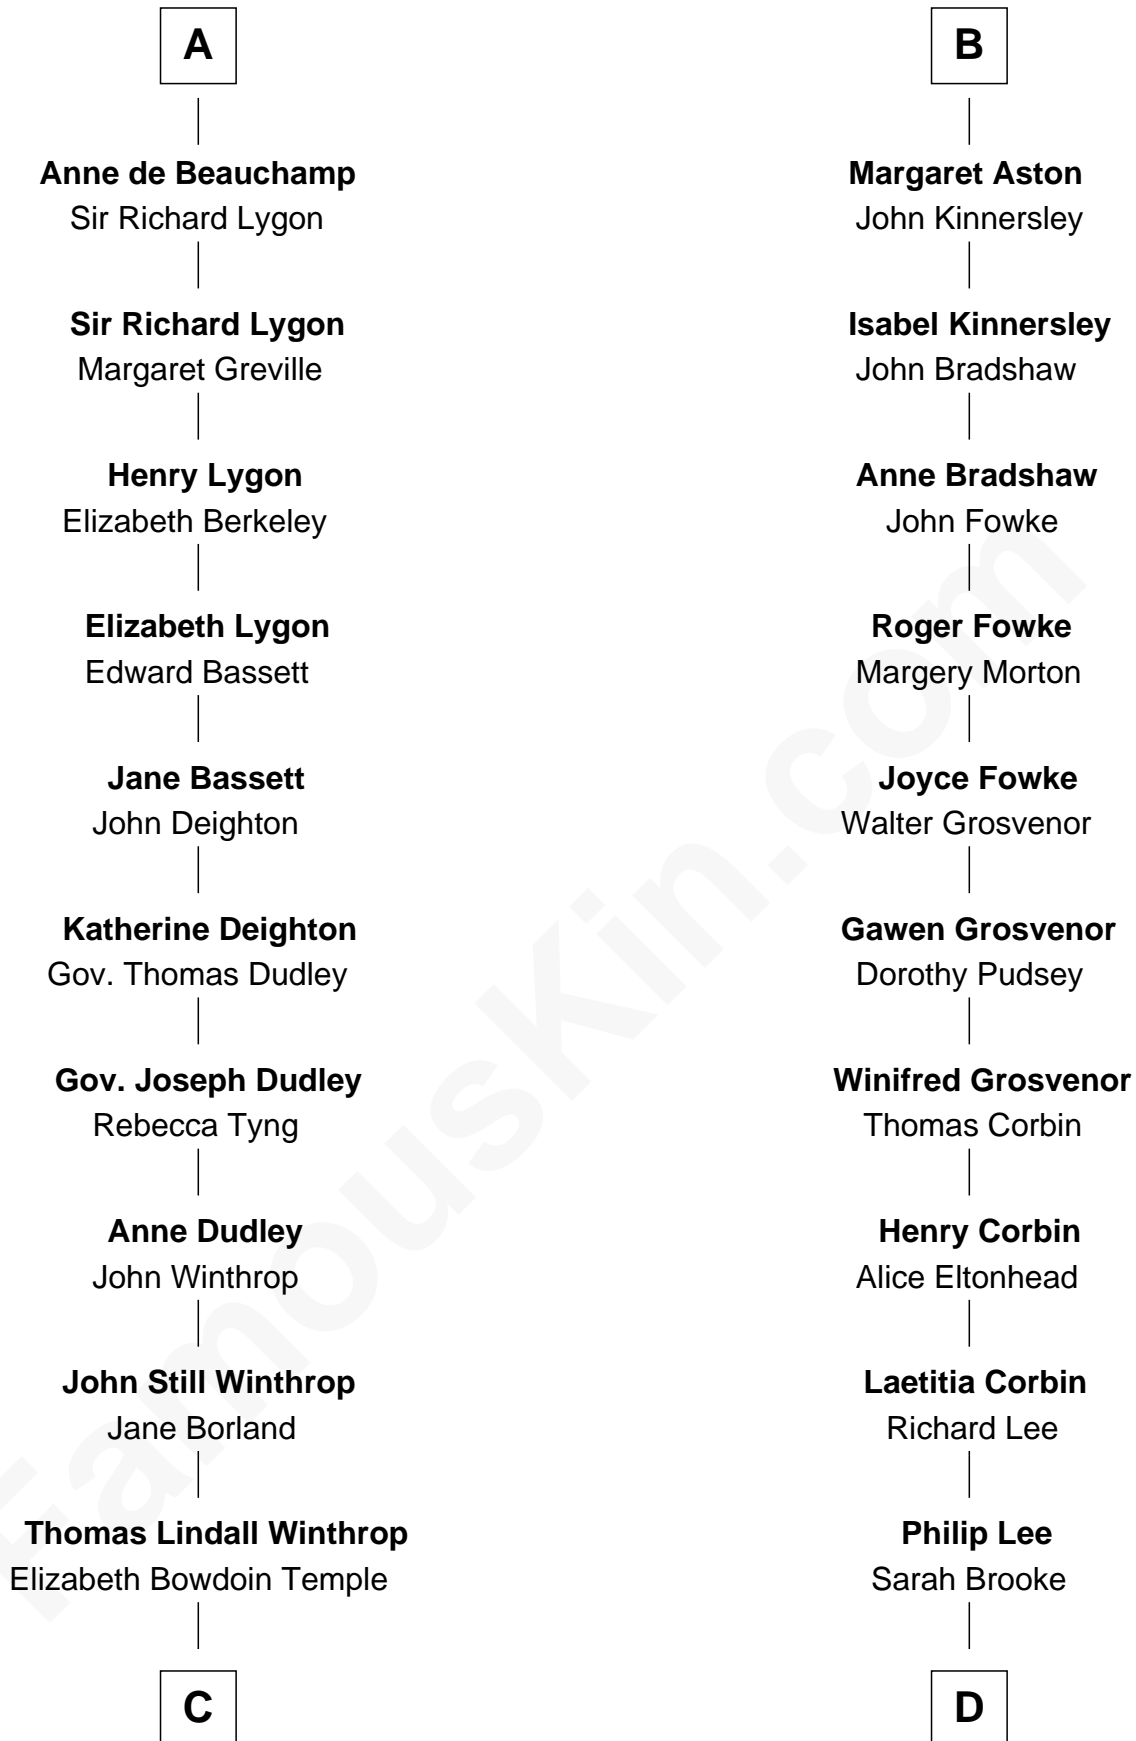 A
Anne de Beauchamp
Sir Richard Lygon
Sir Richard Lygon
Margaret Greville
Henry Lygon
Elizabeth Berkeley
Elizabeth Lygon
Edward Bassett
Jane Bassett
John Deighton
Katherine Deighton
Gov. Thomas Dudley
Gov. Joseph Dudley
Rebecca Tyng
Anne Dudley
John Winthrop
John Still Winthrop
Jane Borland
Thomas Lindall Winthrop
Elizabeth Bowdoin Temple
C
B
Margaret Aston
John Kinnersley
Isabel Kinnersley
John Bradshaw
Anne Bradshaw
John Fowke
Roger Fowke
Margery Morton
Joyce Fowke
Walter Grosvenor
Gawen Grosvenor
Dorothy Pudsey
Winifred Grosvenor
Thomas Corbin
Henry Corbin
Alice Eltonhead
Laetitia Corbin
Richard Lee
Philip Lee
Sarah Brooke
D
FamousKin.com